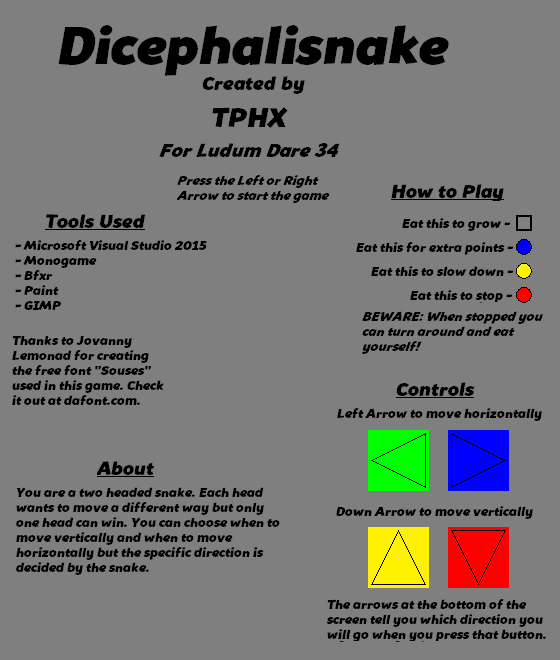 Dicephalisnake
Created by
TPHX
For Ludum Dare 34
Press the Left or Right
Arrow to start the game
Tools Used
- Microsoft Visual Studio 2015
- Monogame
- Bfxr
- Paint
- GIMP
Thanks to Jovanny
Lemonad for creating
the free font "Souses"
used in this game. Check
it out at dafont.com.
About
You are a two headed snake. Each head
wants to move a different way but only
one head can win. You can choose when to
move vertically and when to move
horizontally but the specific direction is
decided by the snake.
How to Play
Eat this to grow -
Eat this for extra points -
Eat this to slow down -
Eat this to stop -
BEWARE: When stopped you
can turn around and eat
yourself!
Controls
Left Arrow to move horizontally
Down Arrow to move vertically
The arrows at the bottom of the
screen tell you which direction you
will go when you press that button.